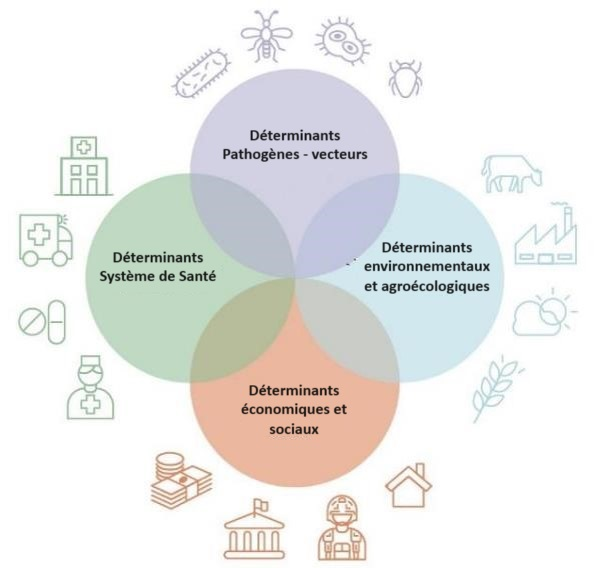 Déterminants
Pathogènes - vecteurs
Déterminants
Système de Santé
Déterminants
environnementaux
et agroécologiques
Déterminants
économiques et
sociaux